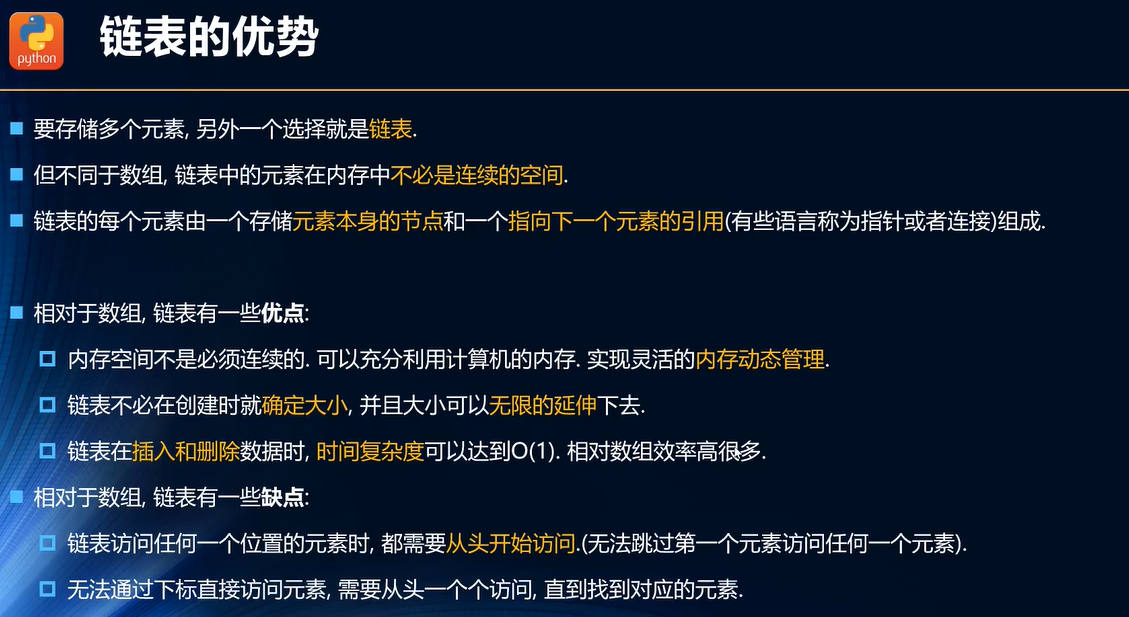 python
链表的优势
要存储多个元素, 另外一个选择就是链表.
但不同于数组, 链表中的元素在内存中不必是连续的空间.
链表的每个元素由一个存储元素本身的节点和一个指向下一个元素的引用(有些语言称为指针或者连接)组成.
相对于数组, 链表有一些优点:
内存空间不是必须连续的. 可以充分利用计算机的内存. 实现灵活的内存动态管理.
链表不必在创建时就确定大小, 并且大小可以无限的延伸下去.
链表在插入和删除数据时, 时间复杂度可以达到O(1). 相对数组效率高很多.
相对于数组, 链表有一些缺点:
链表访问任何一个位置的元素时, 都需要从头开始访问.(无法跳过第一个元素访问任何一个元素).
无法通过下标直接访问元素, 需要从头一个个访问, 直到找到对应的元素.